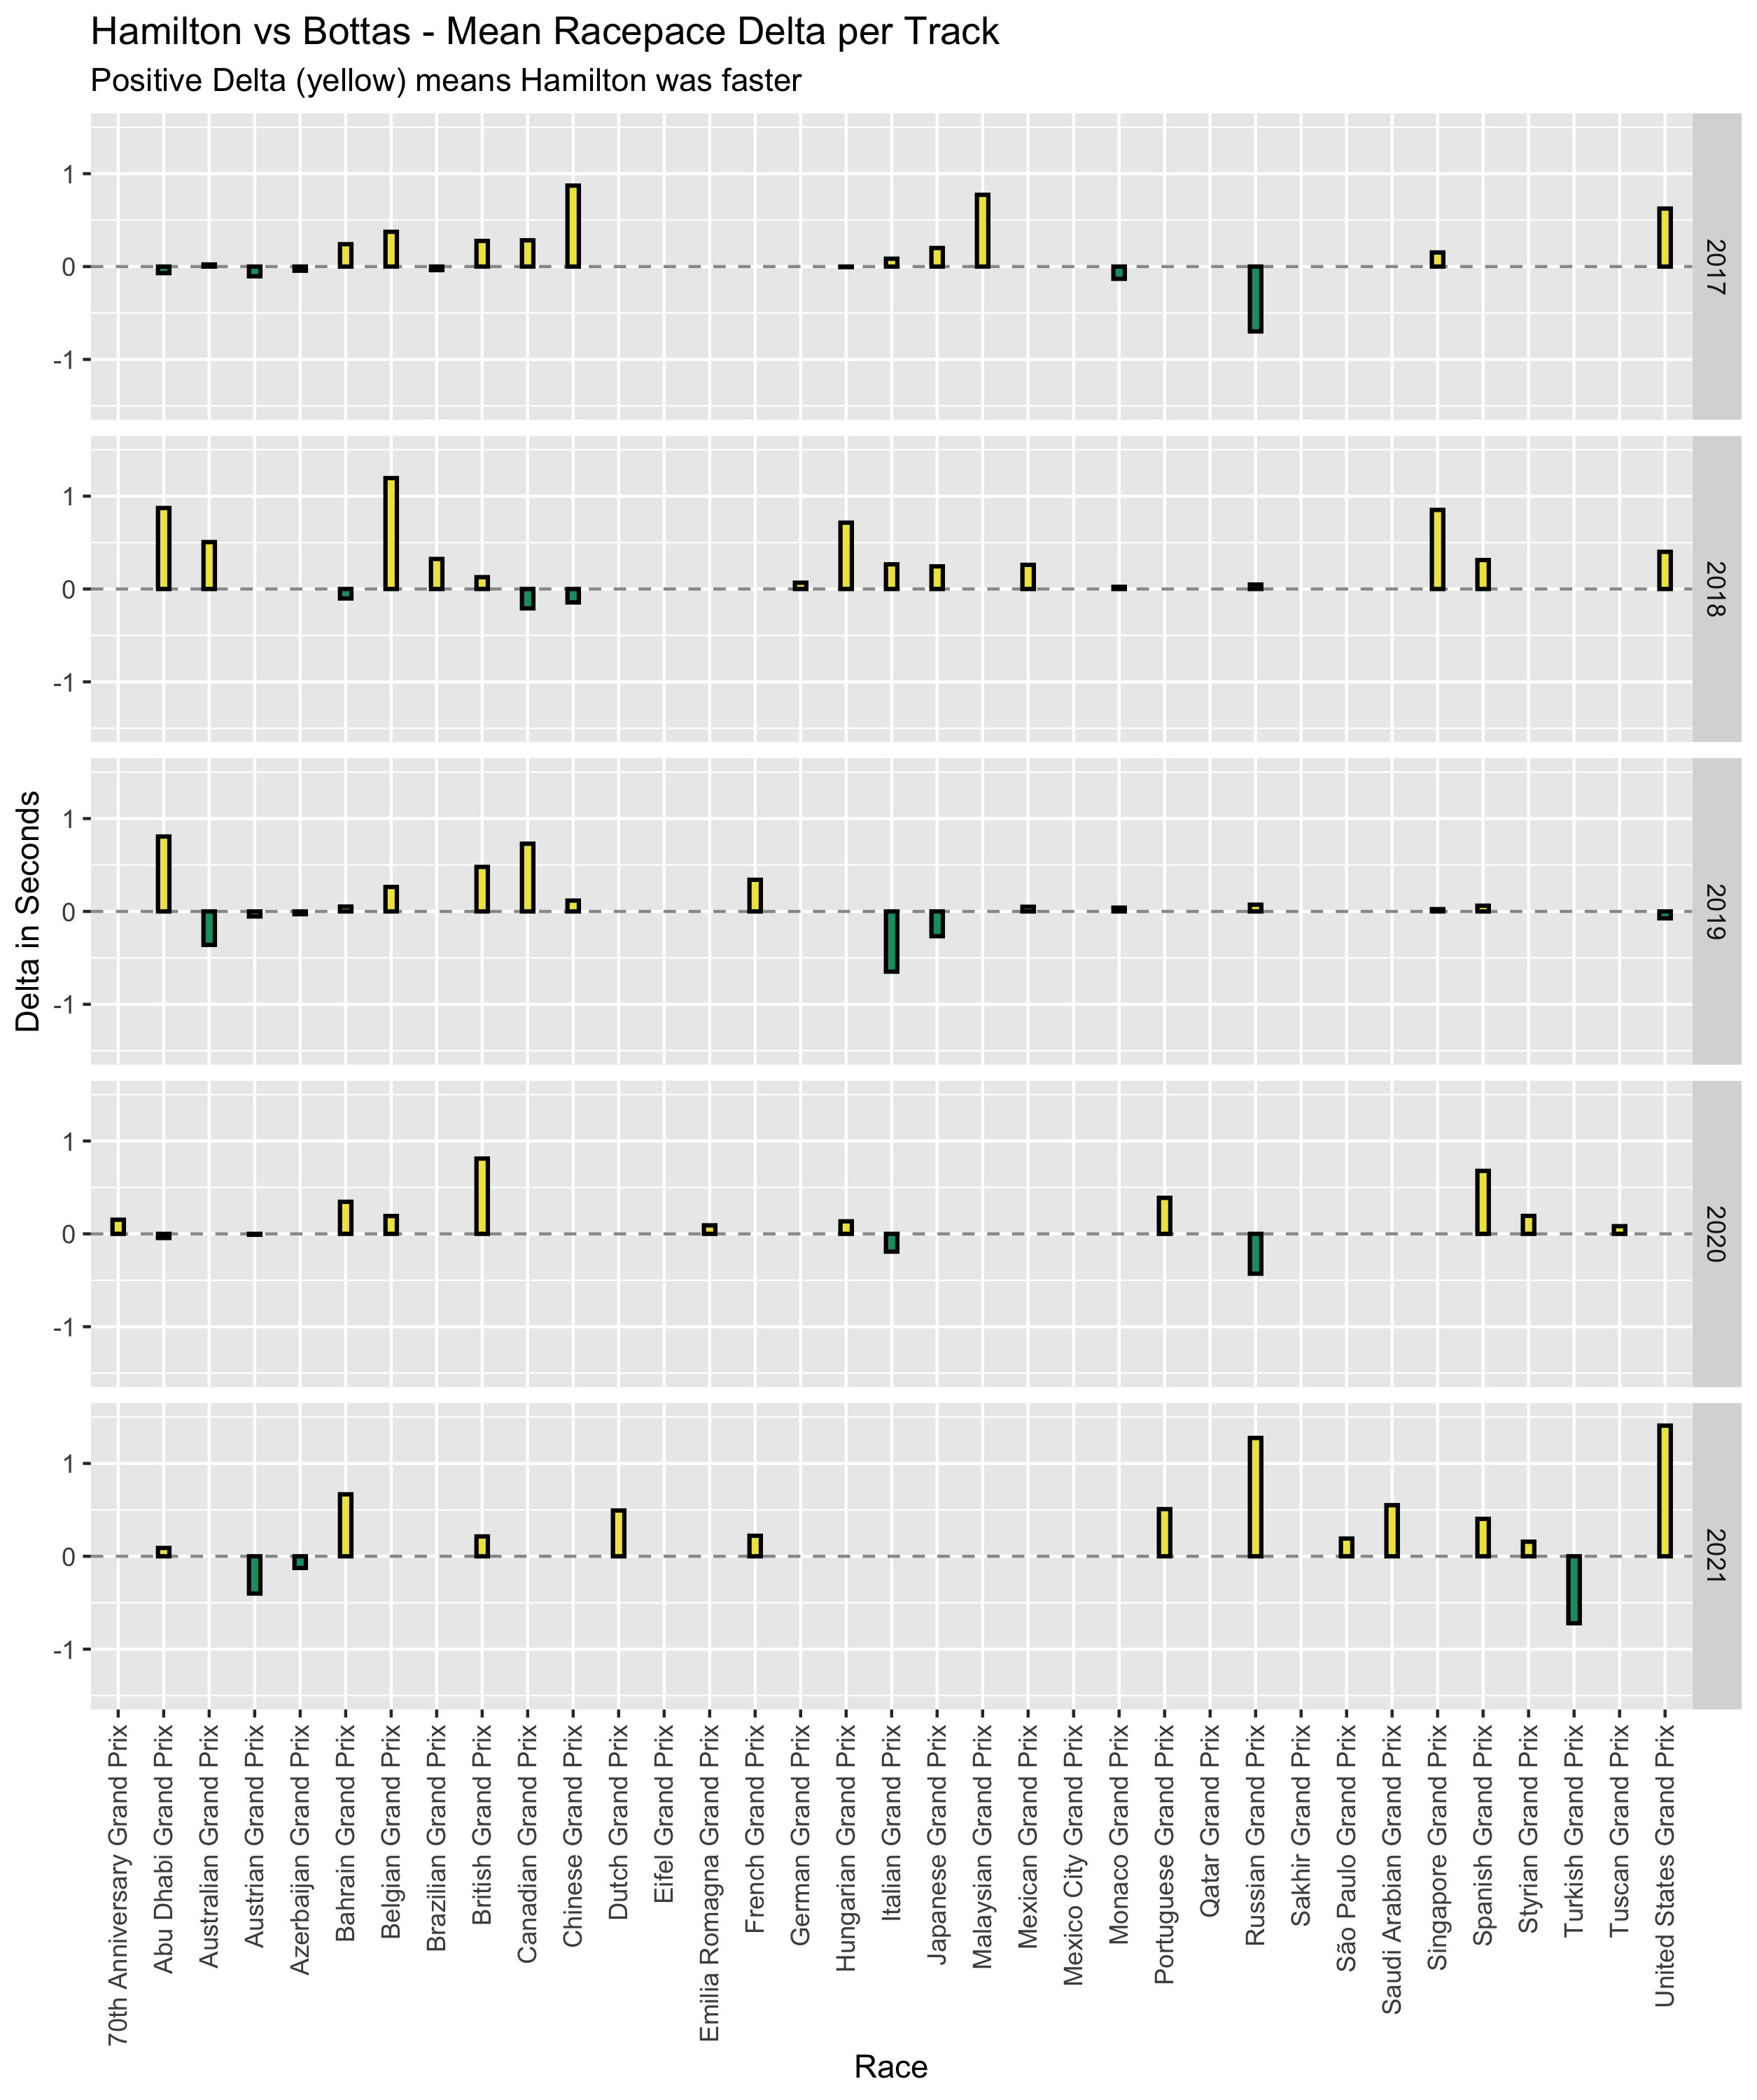 Hamilton vs Bottas - Mean Racepace Delta per Track
Positive Delta (yellow) means Hamilton was faster
Delta in Seconds
1
0
-1
2017
1
0
-1
2018
1
0
-1
2019
1
0
-1
2020
1
0
-1
2021
70th Anniversary Grand Prix
Abu Dhabi Grand Prix
Australian Grand Prix
Austrian Grand Prix
Azerbaijan Grand Prix
Bahrain Grand Prix
Belgian Grand Prix
Brazilian Grand Prix
British Grand Prix
Canadian Grand Prix
Chinese Grand Prix
Dutch Grand Prix
Eifel Grand Prix
Emilia Romagna Grand Prix
French Grand Prix
German Grand Prix
Hungarian Grand Prix
Italian Grand Prix
Japanese Grand Prix
Malaysian Grand Prix
Mexican Grand Prix
Mexico City Grand Prix
Monaco Grand Prix
Portuguese Grand Prix
Qatar Grand Prix
Russian Grand Prix
Sakhir Grand Prix
São Paulo Grand Prix
Saudi Arabian Grand Prix
Singapore Grand Prix
Spanish Grand Prix
Styrian Grand Prix
Turkish Grand Prix
Tuscan Grand Prix
United States Grand Prix
Race